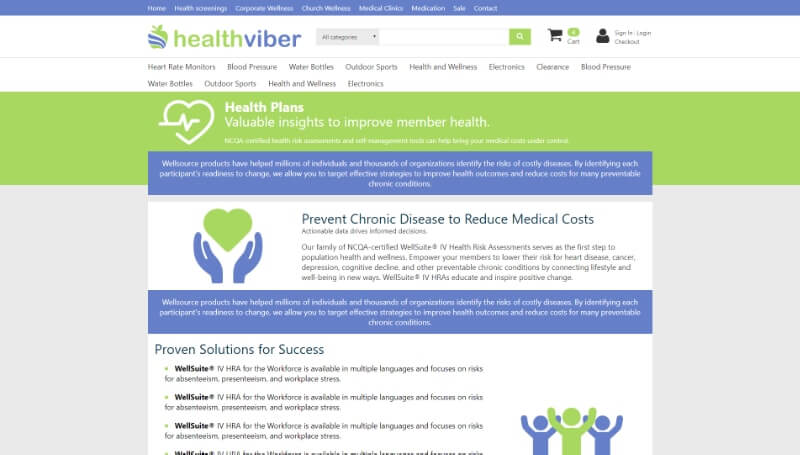 Home Health screenings Corporate Wellness Church Wellness Medical Clinics Medication Sale Contact
healthviber
All categories
0
Cart
Sign In : Login
Checkout
Heart Rate Monitors Blood Pressure Water Bottles Outdoor Sports Health and Wellness Electronics Clearance Blood Pressure
Water Bottles Outdoor Sports Health and Wellness Electronics
Health Plans
Valuable insights to improve member health.
NCQA-certified health risk assessments and self-management tools can help bring your medical costs under control.
Wellsource products have helped millions of individuals and thousands of organizations identify the risks of costly diseases. By identifying each
participant's readiness to change, we allow you to target effective strategies to improve health outcomes and reduce costs for many preventable
chronic conditions.
Prevent Chronic Disease to Reduce Medical Costs
Actionable data drives informed decisions.
Our family of NCQA-certified WellSuite® IV Health Risk Assessments serves as the first step to
population health and wellness. Empower your members to lower their risk for heart disease, cancer,
depression, cognitive decline, and other preventable chronic conditions by connecting lifestyle and
well-being in new ways. WellSuite® IV HRAs educate and inspire positive change.
Wellsource products have helped millions of individuals and thousands of organizations identify the risks of costly diseases. By identifying each
participant's readiness to change, we allow you to target effective strategies to improve health outcomes and reduce costs for many preventable
chronic conditions.
Proven Solutions for Success
WellSuite® IV HRA for the Workforce is available in multiple languages and focuses on risks
for absenteeism, presenteeism, and workplace stress.
WellSuite® IV HRA for the Workforce is available in multiple languages and focuses on risks
for absenteeism, presenteeism, and workplace stress.
WellSuite® IV HRA for the Workforce is available in multiple languages and focuses on risks
for absenteeism, presenteeism, and workplace stress.
WellSuite® IV HRA for the Workforce is available in multiple languages and focuses on risks